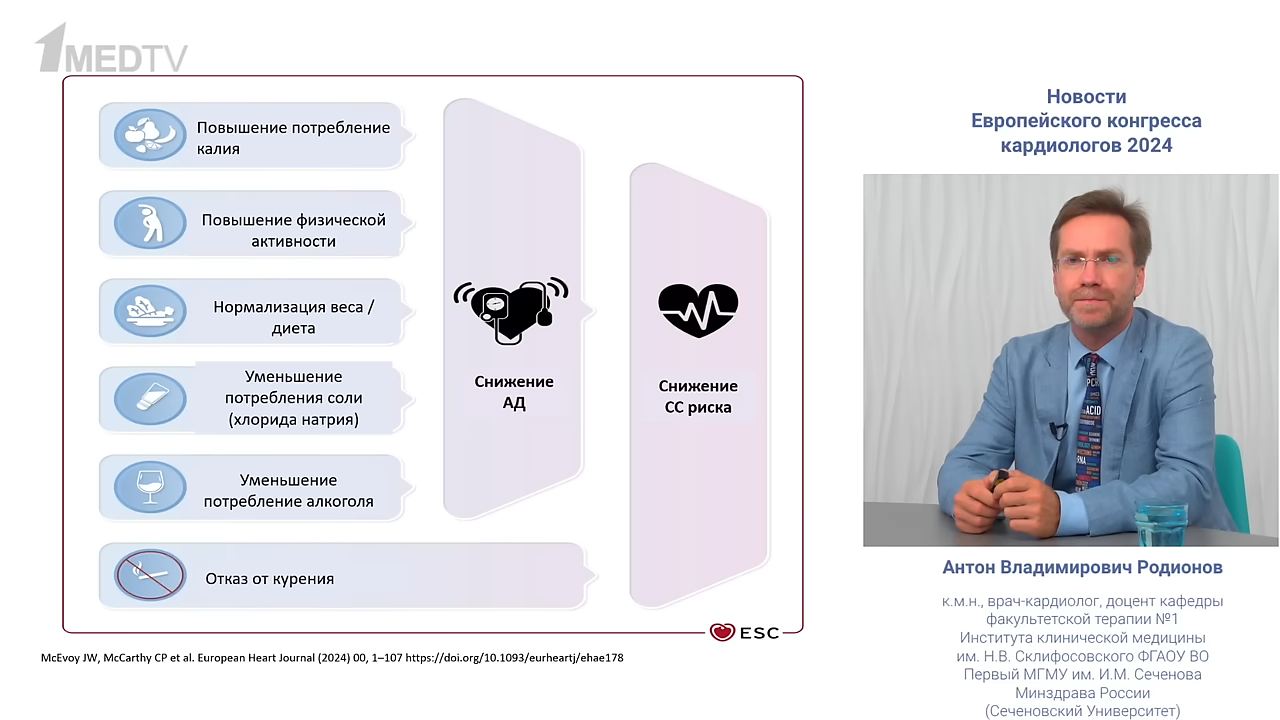 1MEDTV
Повышение потребление
калия
Повышение физической
активности
Нормализация веса /
диета
Уменьшение
потребления соли
(хлорида натрия)
Уменьшение
потребление алкоголя
Отказ от курения
Снижение
АД
Снижение
СС риска
ESC
McEvoy JW, McCarthy CP et al. European Heart Journal (2024) 00, 1–107 https://doi.org/10.1093/eurheartj/ehae178
Новости
Европейского конгресса
кардиологов 2024
PCR
ACID
RNA
Антон Владимирович Родионов
к.м.н., врач-кардиолог, доцент кафедры
факультетской терапии №1
Института клинической медицины
им. Н.В. Склифосовского ФГАОУ ВО
Первый МГМУ им. И.М. Сеченова
Минздрава России
(Сеченовский Университет)